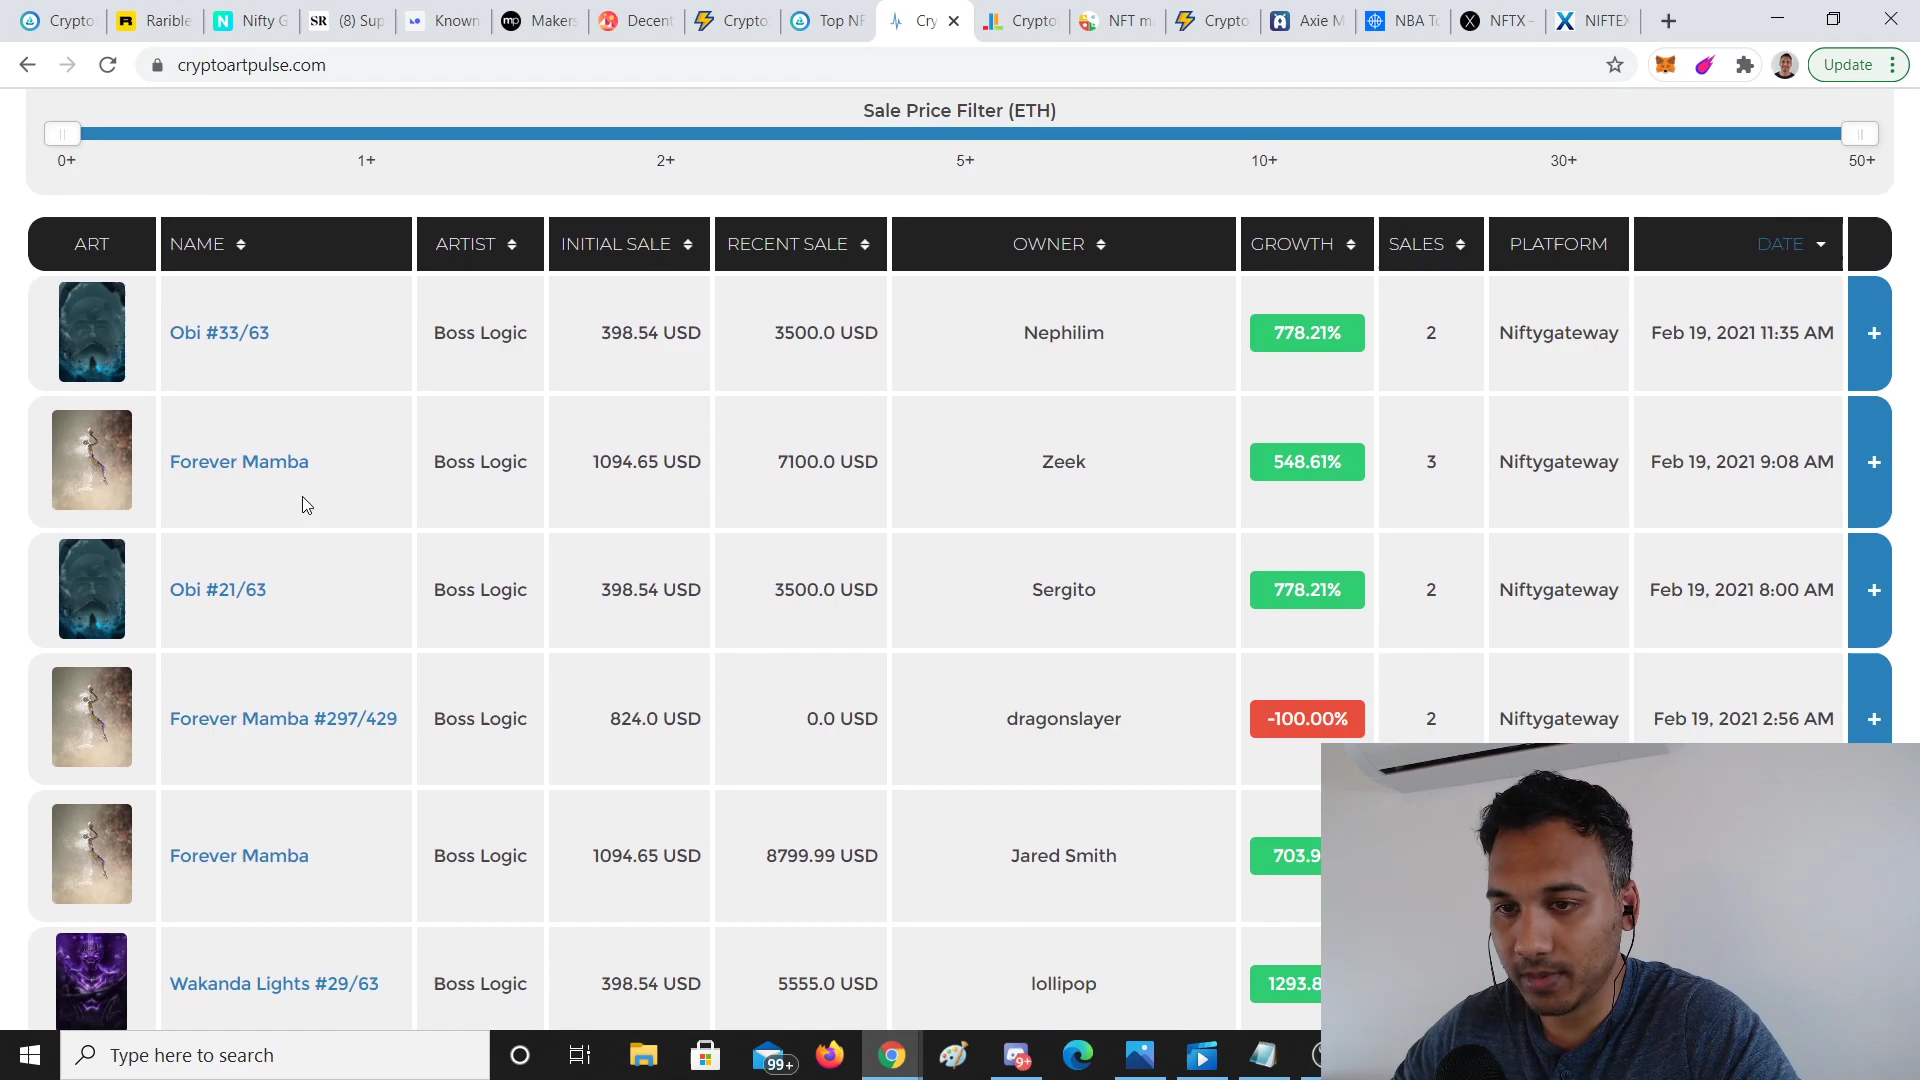 Crypto Rarible Nifty G SR (8) Sup Known mp Makers Decent Crypto Top NF Cry Crypto NFT m Crypto Axie M NBA To NFTX - NIFTEX
cryptoartpulse.com Update
Sale Price Filter (ETH)
0+ 1+ 2+ 5+ 10+ 30+ 50+
ART NAME ARTIST INITIAL SALE RECENT SALE OWNER GROWTH SALES PLATFORM DATE
Obi #33/63 Boss Logic 398.54 USD 3500.0 USD Nephilim 778.21% 2 Niftygateway Feb 19, 2021 11:35 AM +
Forever Mamba Boss Logic 1094.65 USD 7100.0 USD Zeek 548.61% 3 Niftygateway Feb 19, 2021 9:08 AM +
Obi #21/63 Boss Logic 398.54 USD 3500.0 USD Sergito 778.21% 2 Niftygateway Feb 19, 2021 8:00 AM +
Forever Mamba #297/429 Boss Logic 824.0 USD 0.0 USD dragonslayer -100.00% 2 Niftygateway Feb 19, 2021 2:56 AM +
Forever Mamba Boss Logic 1094.65 USD 8799.99 USD Jared Smith 703.9
Wakanda Lights #29/63 Boss Logic 398.54 USD 5555.0 USD lollipop 1293.8
Type here to search 99+ 9+